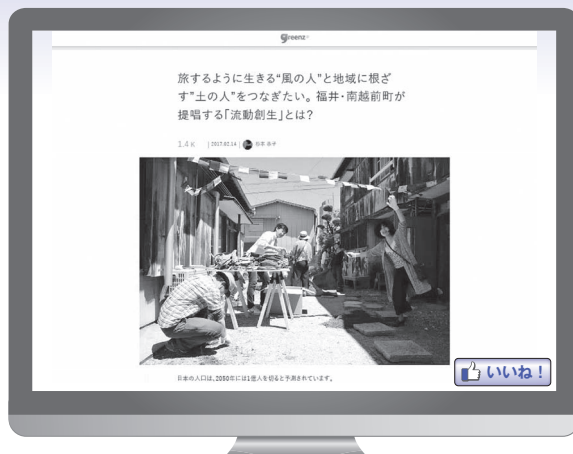 greenz
旅するように生きる“風の人”と地域に根ざ
す”土の人”をつなぎたい。福井・南越前町が
提唱する「流動創生」とは?
1.4 K | 2017.02.14 |
日本の人口は、2050年には1億人を切ると予測されています。
いいね!